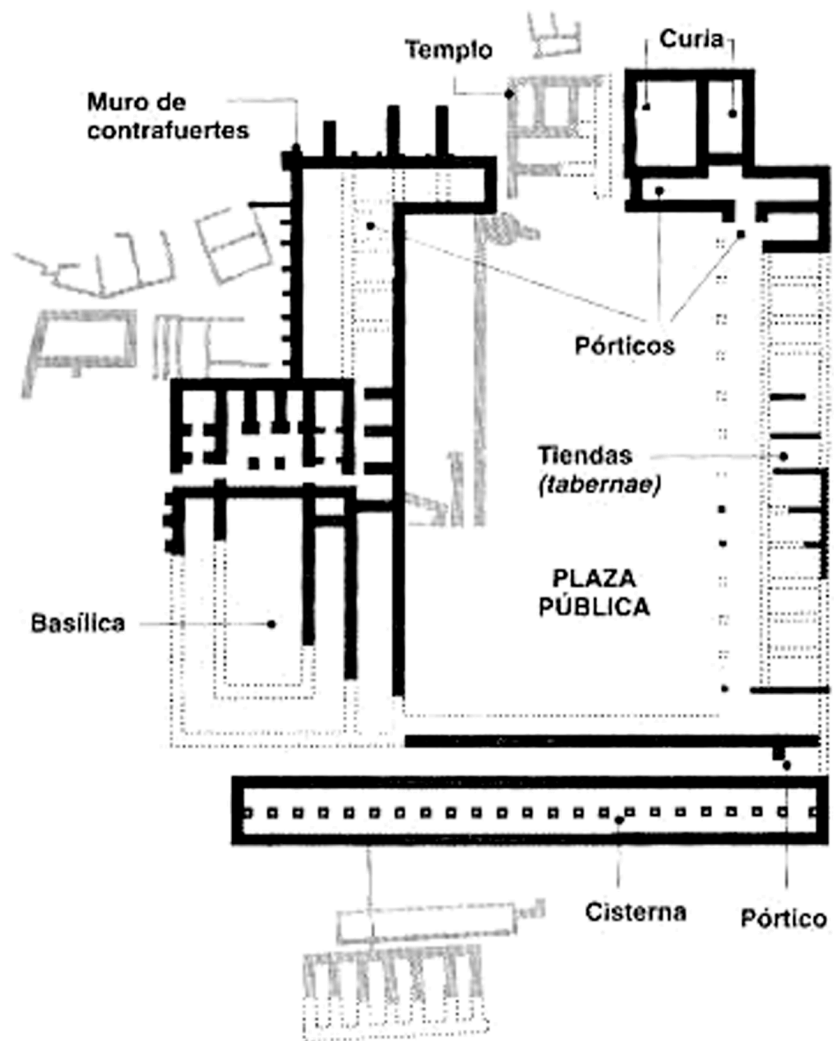 Templo
Curia
Muro de
contrafuertes
Pórticos
Tiendas
(tabernae)
PLAZA
PÚBLICA
Basílica
Cisterna
Pórtico